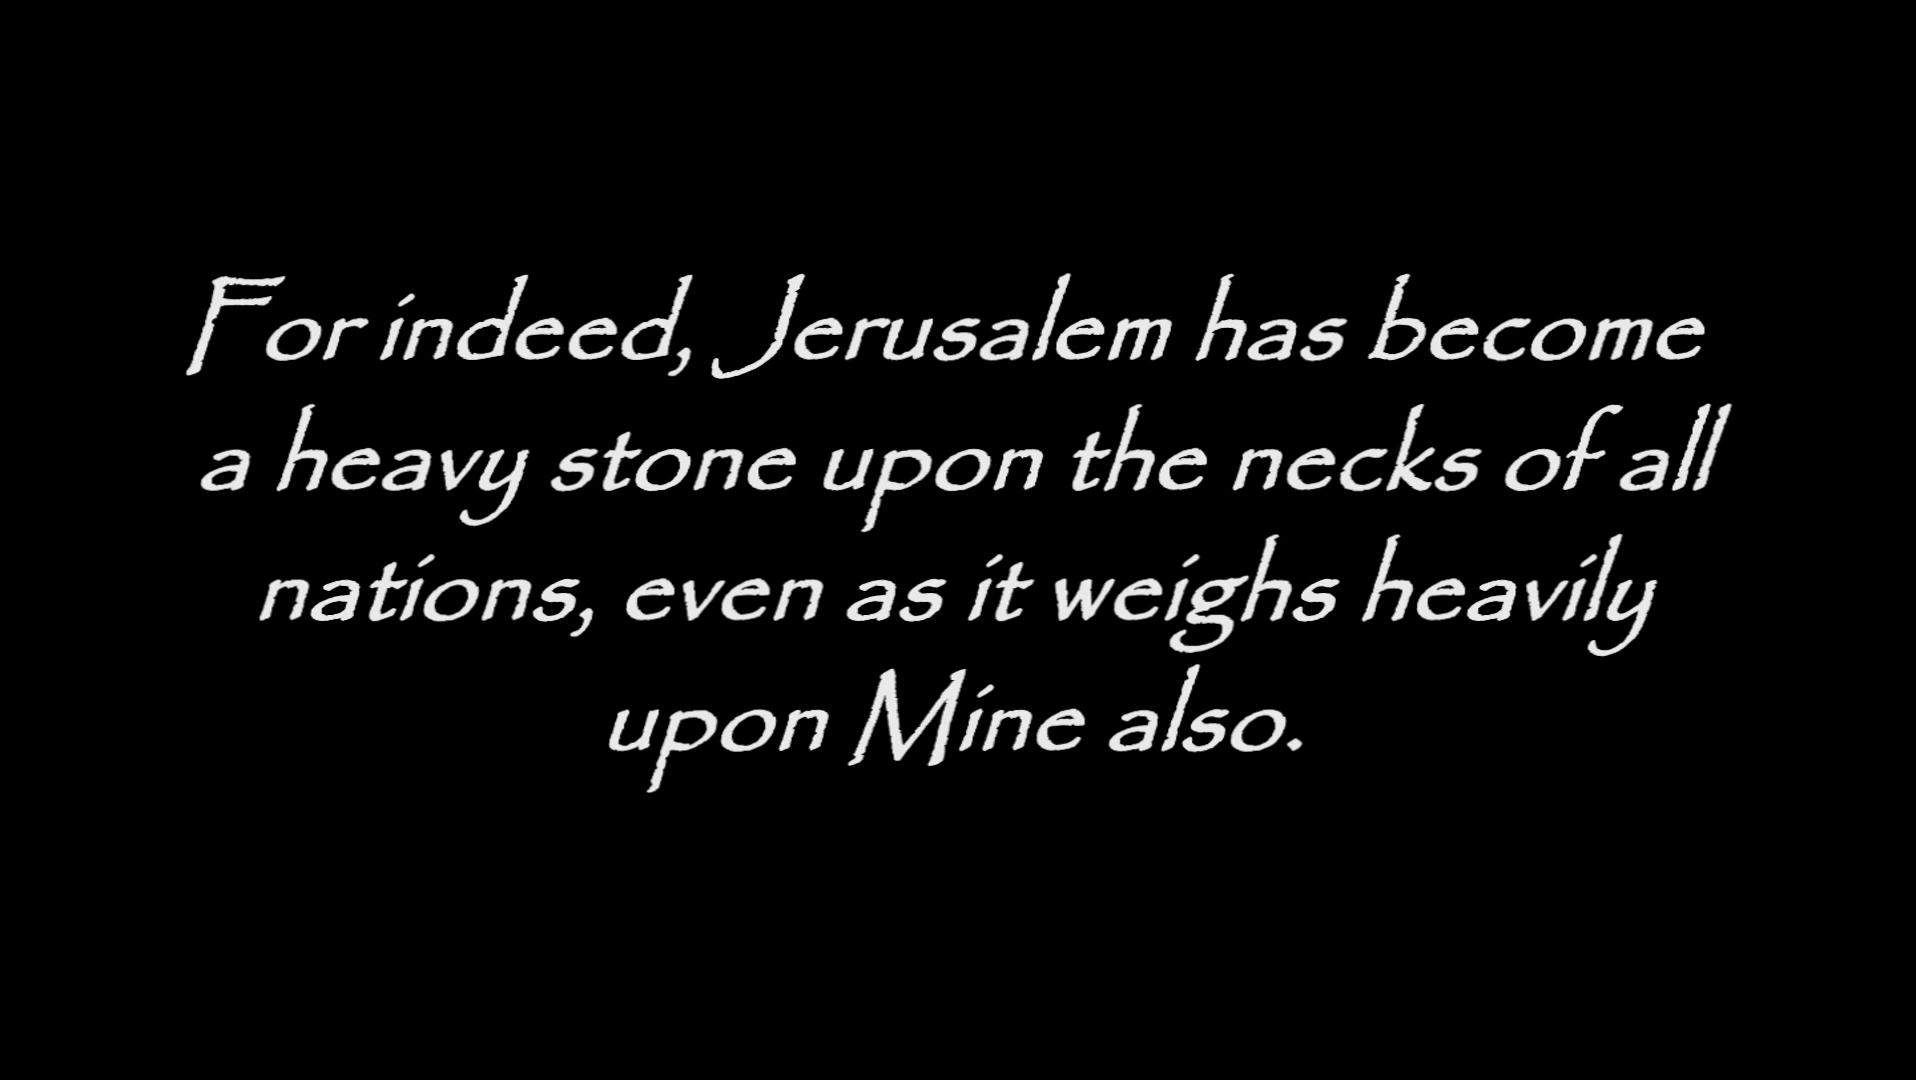 For indeed, Jerusalem has become
a heavy stone upon the necks of all
nations, even as it weighs heavily
upon Mine also.